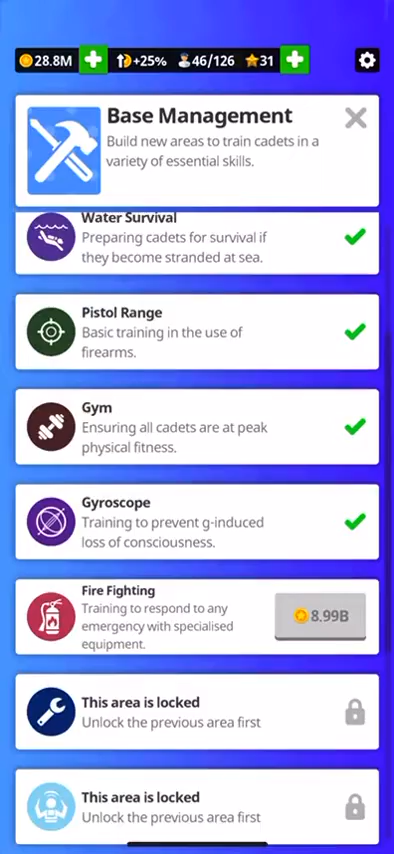 28.8M +25% 46/126 31
Base Management
Build new areas to train cadets in a
variety of essential skills.
Water Survival
Preparing cadets for survival if
they become stranded at sea.
Pistol Range
Basic training in the use of
firearms.
Gym
Ensuring all cadets are at peak
physical fitness.
Gyroscope
Training to prevent g-induced
loss of consciousness.
Fire Fighting
Training to respond to any
emergency with specialised
equipment.
8.99B
This area is locked
Unlock the previous area first
This area is locked
Unlock the previous area first